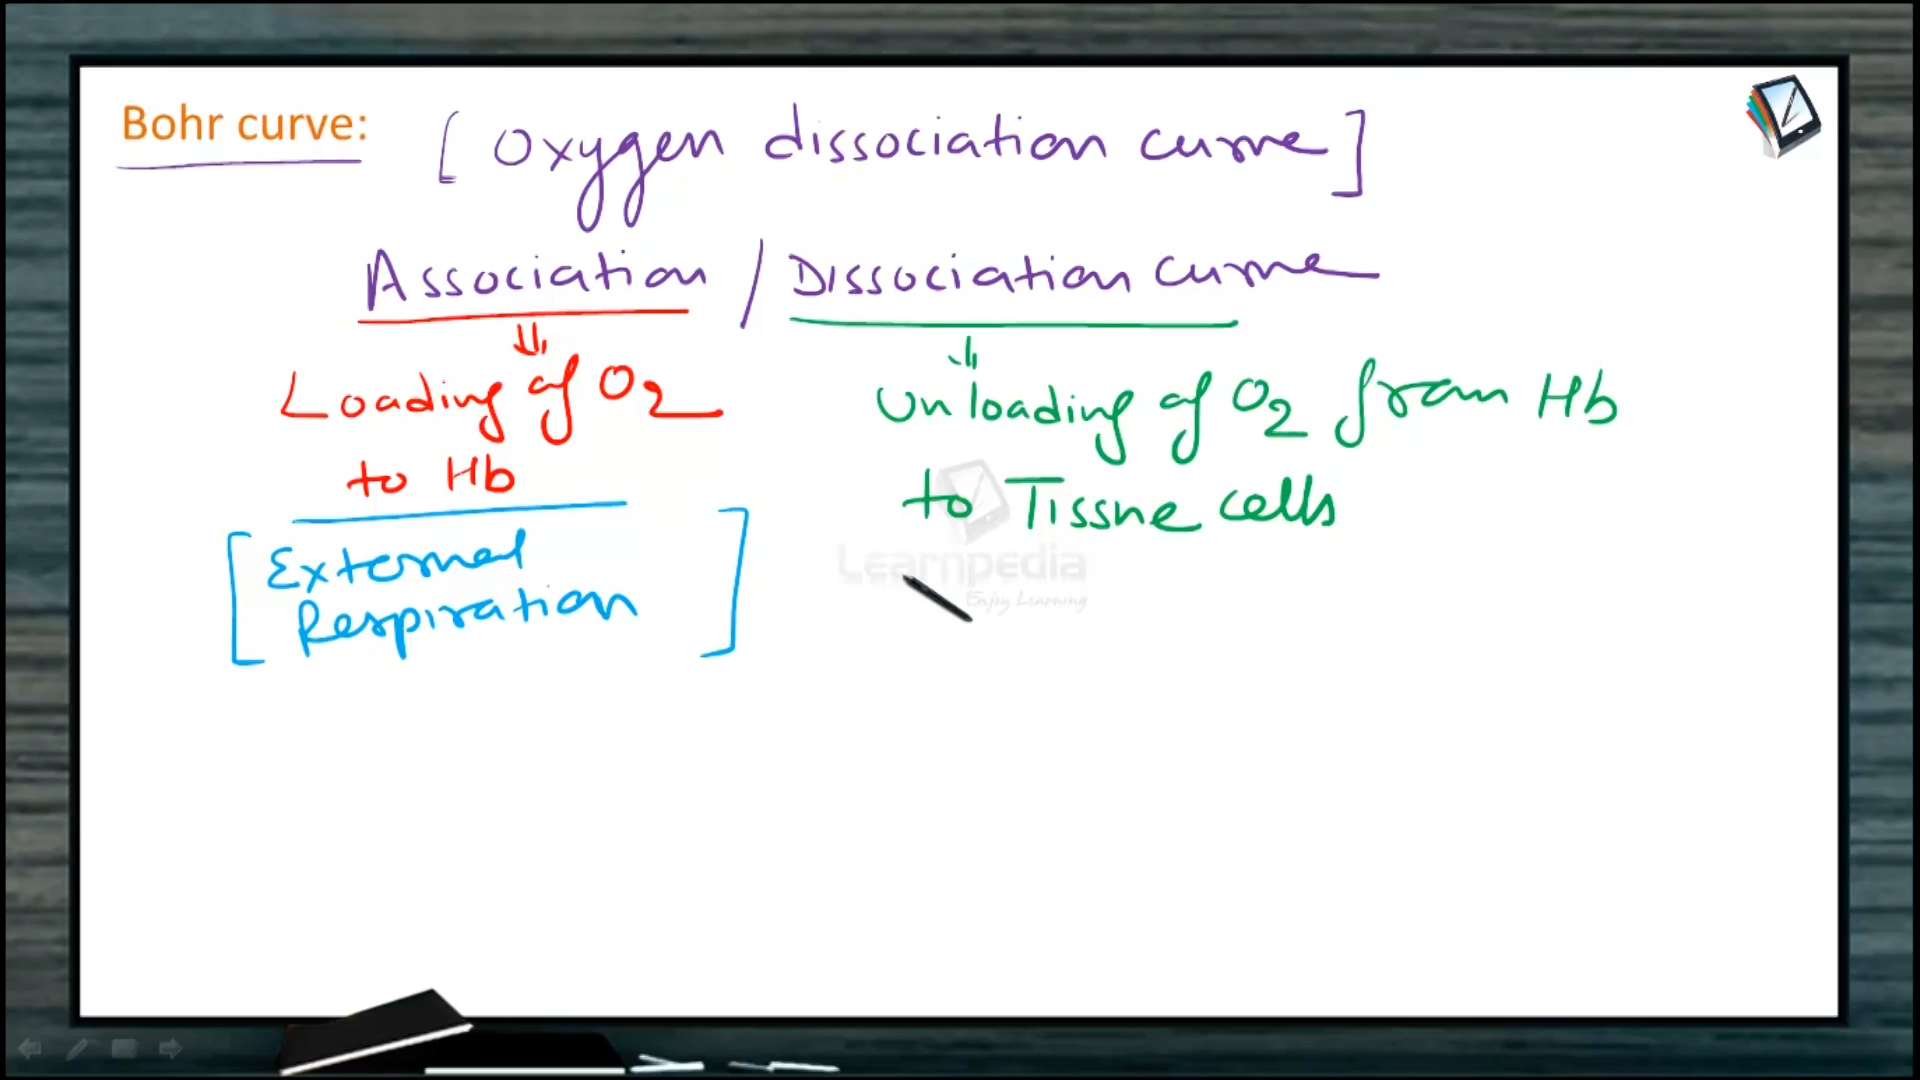 Bohr curve: [Oxygen dissociation curve]
Association / Dissociation curve
Loading of O2
to Hb
Unloading of O2 from Hb
to Tissue cells
[External
Respiration]
Learnpedia
Enjoy Learning